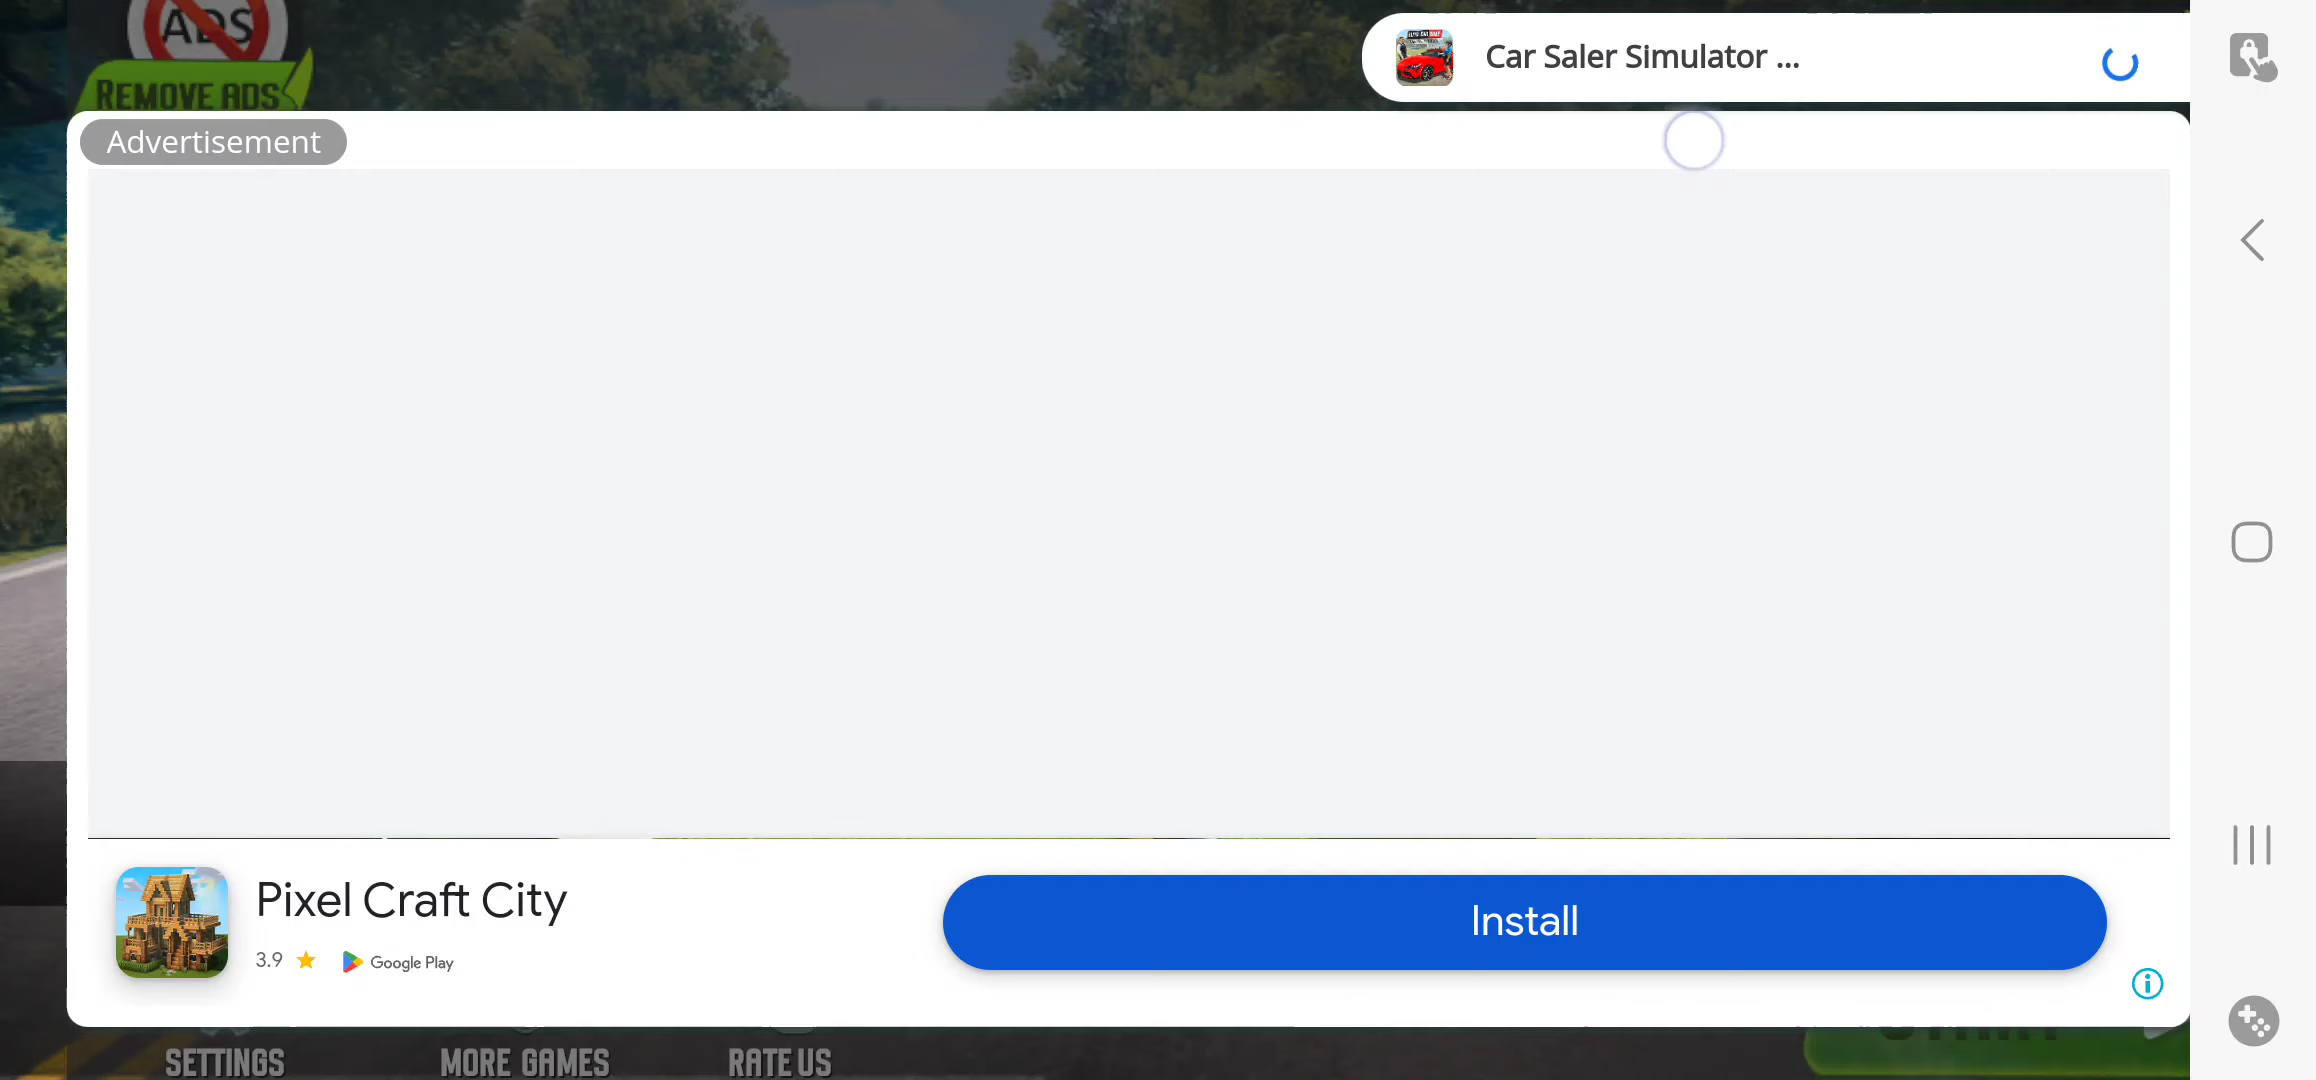 ADS
REMOVE ADS
Car Saler Simulator ...
Advertisement
Pixel Craft City
3.9
Google Play
Install
START
SETTINGS
MORE GAMES
RATE US